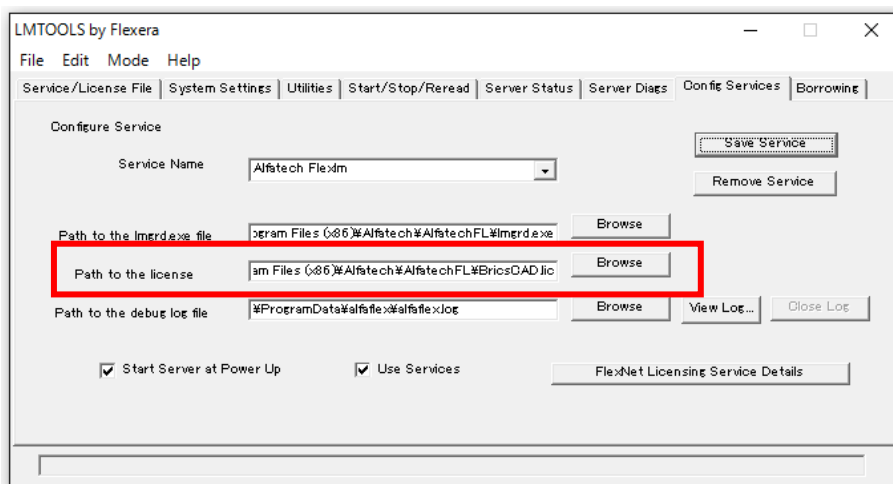 LMTOOLS by Flexera
File Edit Mode Help
Service/License File System Settings Utilities Start/Stop/Reread Server Status Server Diags Config Services Borrowing
Configure Service
Save Service
Service Name Alfatech Flexlm
Remove Service
Path to the lmgrd.exe file ogram Files (x86)¥Alfatech¥AlfatechFL¥lmgrd.exe Browse
Path to the license am Files (x86)¥Alfatech¥AlfatechFL¥BricsCAD.lic Browse
Path to the debug log file ¥ProgramData¥alfaflex¥alfaflex.log Browse View Log... Close Log
Start Server at Power Up Use Services FlexNet Licensing Service Details